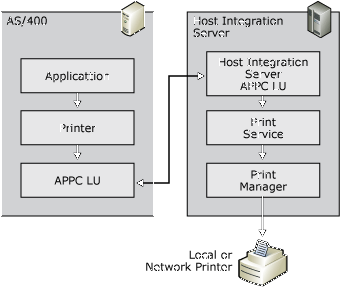 AS/400
Application
Printer
APPC LU
Host Integration
Server
Host Integration
Server
APPC LU
Print
Service
Print
Manager
Local or
Network Printer